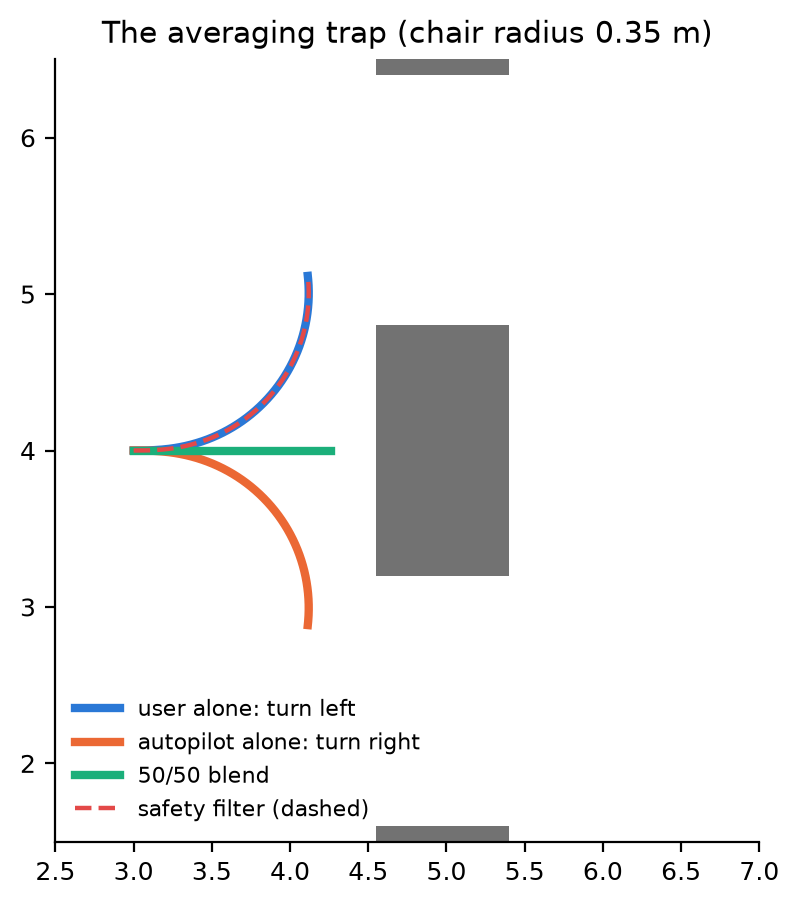 The averaging trap (chair radius 0.35 m)
6
5
4
3
2
user alone: turn left
autopilot alone: turn right
50/50 blend
safety filter (dashed)
2.5 3.0 3.5 4.0 4.5 5.0 5.5 6.0 6.5 7.0